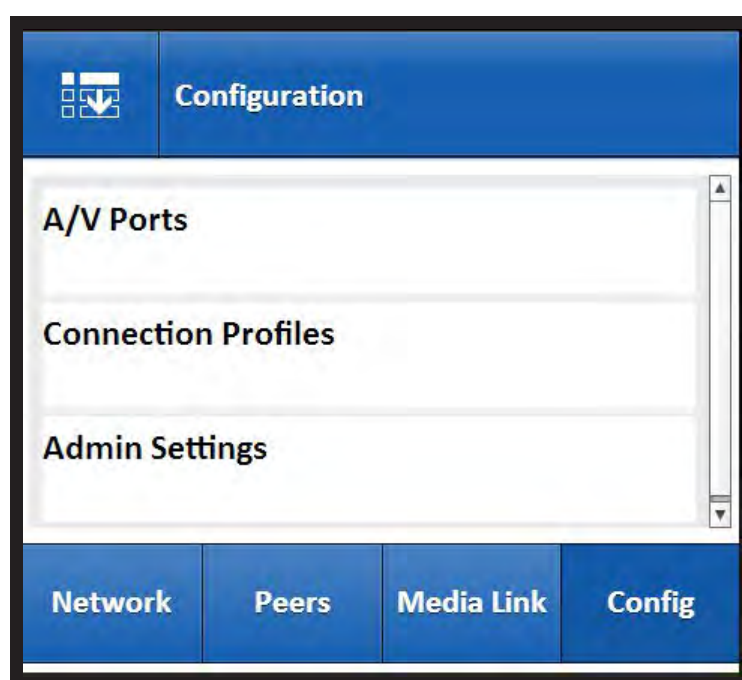 Configuration
A/V Ports
Connection Profiles
Admin Settings
Network Peers Media Link Config